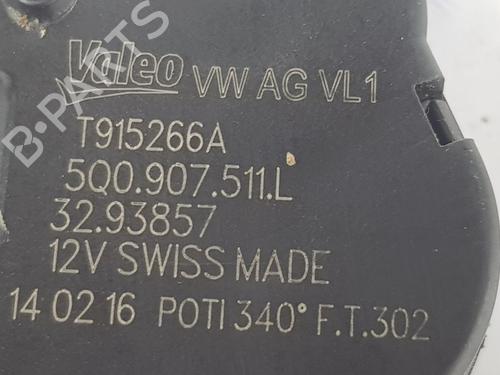 Valeo VW AG VL1
T915266A
5Q0.907.511.L
32.93857
12V SWISS MADE
14 02 16 POTI 340° F.T.302
B-PARTS